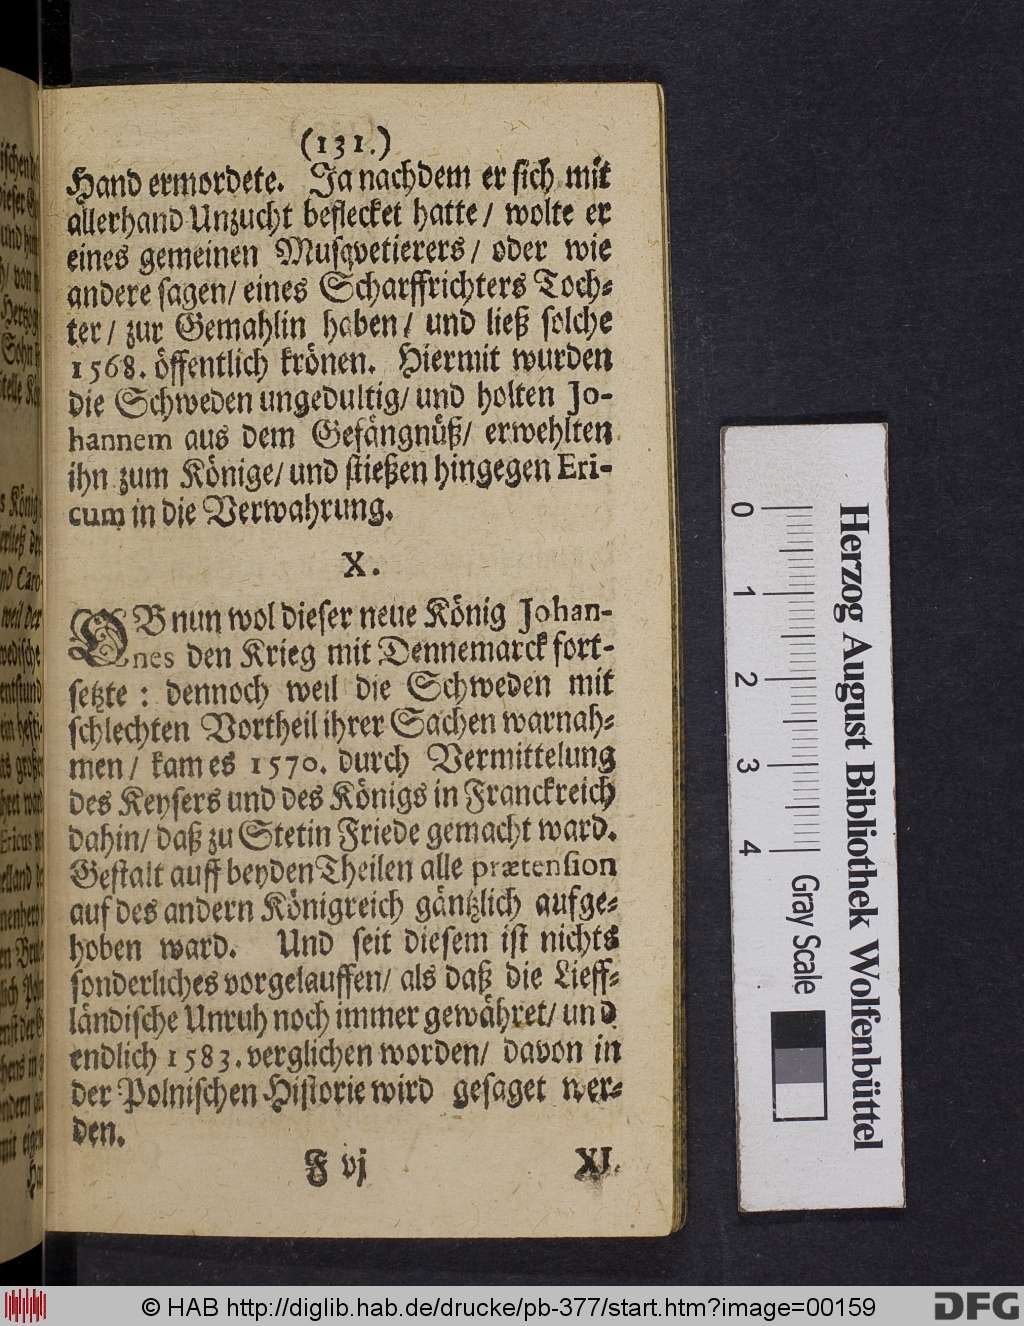 (131.)
Hand ermordete. Ja nachdem er sich mit
allerhand Unzucht beflecket hatte / wolte er
eines gemeinen Musqvetierers / oder wie
andere sagen / eines Scharffrichters Toch-
ter / zur Gemahlin haben / und ließ solche
1568. öffentlich krönen. Hiermit wurden
die Schweden ungedultig / und holten Jo-
hannem aus dem Gefängnüß / erwehlten
ihn zum Könige / und stießen hingegen Eri-
cum in die Verwahrung.
X.
OB nun wol dieser neue König Johan-
nes den Krieg mit Dennemarck fort-
setzte : dennoch weil die Schweden mit
schlechten Vortheil ihrer Sachen warnah-
men / kam es 1570. durch Vermittelung
des Keysers und des Königs in Franckreich
dahin / daß zu Stetin Friede gemacht ward.
Gestalt auff beyden Theilen alle prætension
auf des andern Königreich gäntzlich aufge-
hoben ward. Und seit diesem ist nichts
sonderliches vorgelauffen / als daß die Lieff-
ländische Unruh noch immer gewähret / und
endlich 1583. verglichen worden / davon in
der Polnischen Historie wird gesaget wer-
den.
F vj XI.
Herzog August Bibliothek Wolfenbüttel
0 1 2 3 4 Gray Scale
© HAB http://diglib.hab.de/drucke/pb-377/start.htm?image=00159
DFG